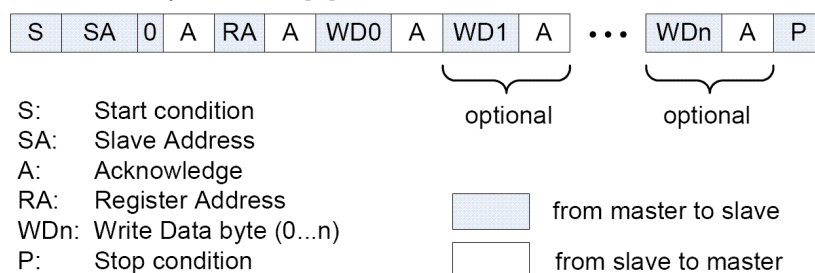 S SA 0 A RA A WD0 A WD1 A ••• WDn A P
optional optional
S: Start condition
SA: Slave Address
A: Acknowledge
RA: Register Address
WDn: Write Data byte (0...n)
P: Stop condition
from master to slave
from slave to master